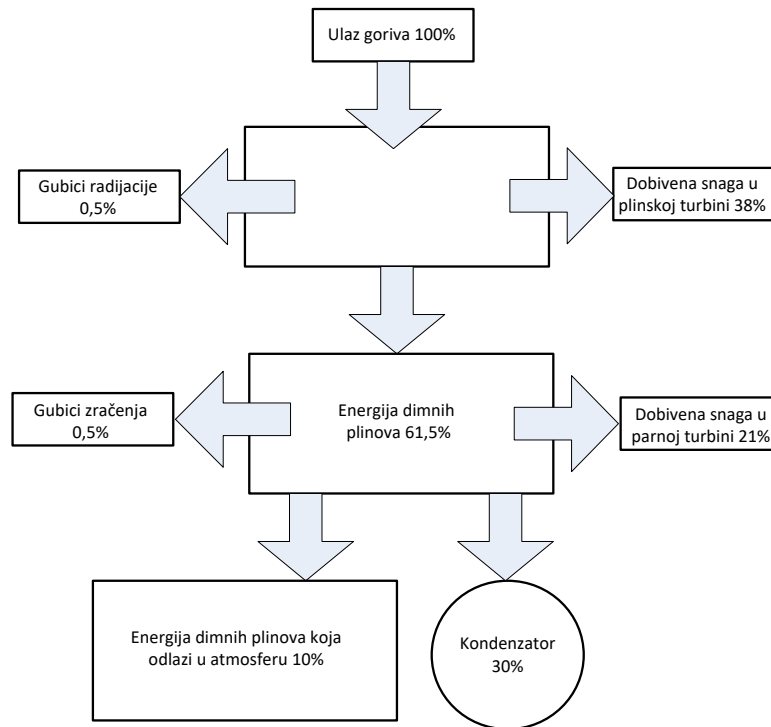 Ulaz goriva 100%
Gubici radijacije
0,5%
Dobivena snaga u
plinskoj turbini 38%
Gubici zračenja
0,5%
Energija dimnih
plinova 61,5%
Dobivena snaga u
parnoj turbini 21%
Energija dimnih plinova koja
odlazi u atmosferu 10%
Kondenzator
30%